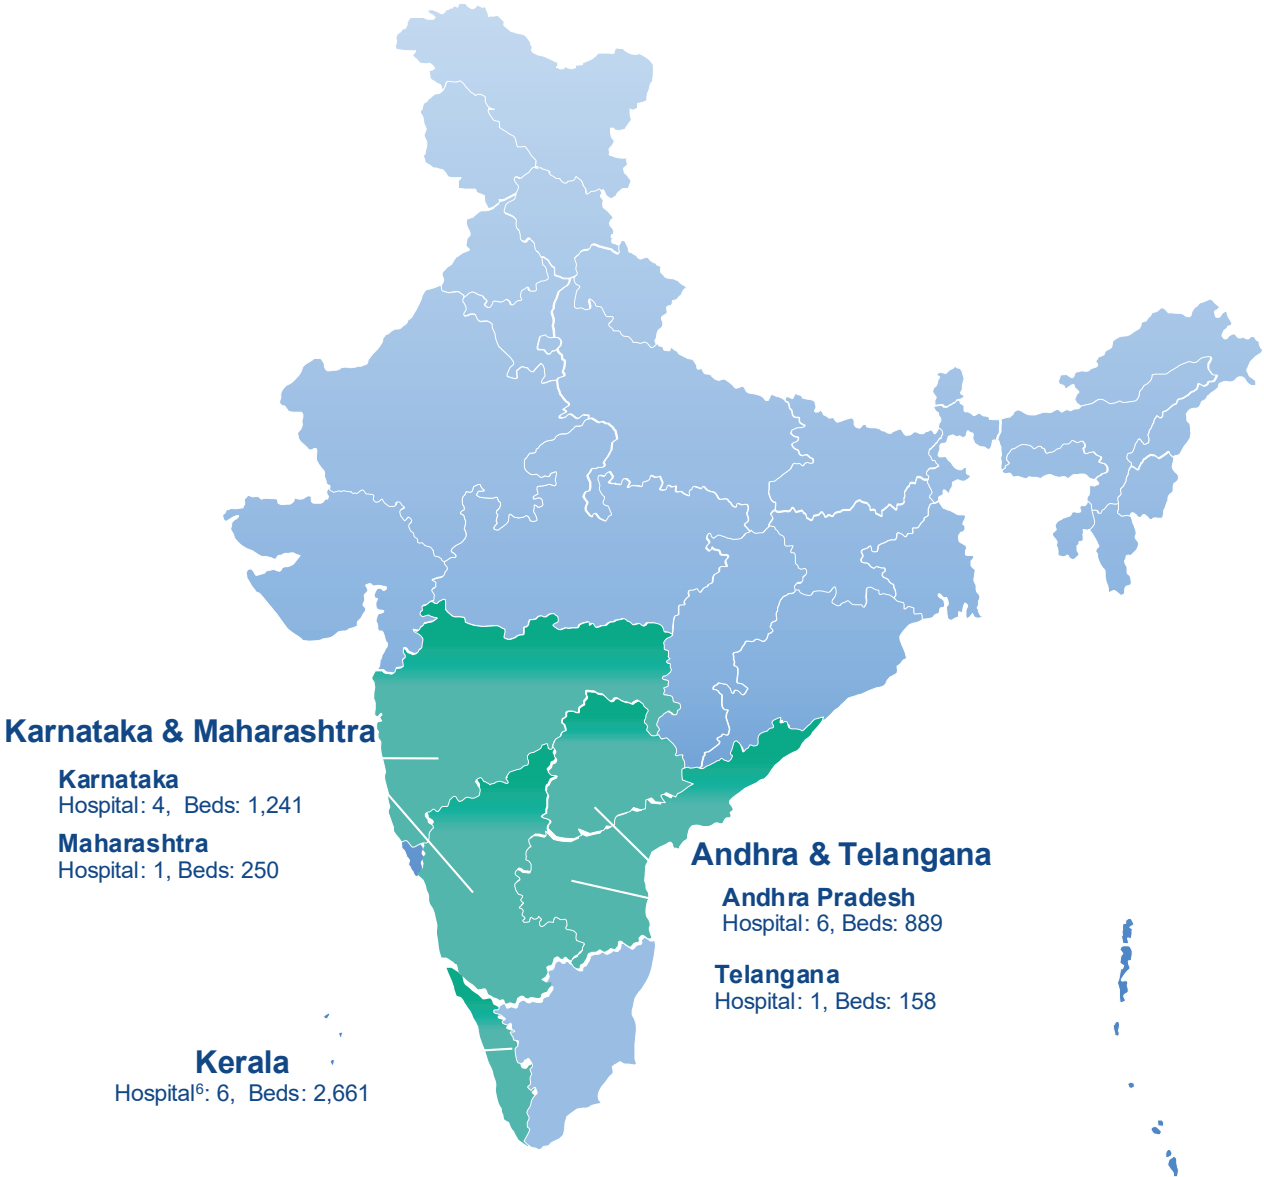 Karnataka & Maharashtra
Karnataka
Hospital: 4, Beds: 1,241
Maharashtra
Hospital: 1, Beds: 250
Andhra & Telangana
Andhra Pradesh
Hospital: 6, Beds: 889
Telangana
Hospital: 1, Beds: 158
Kerala
Hospital⁶: 6, Beds: 2,661